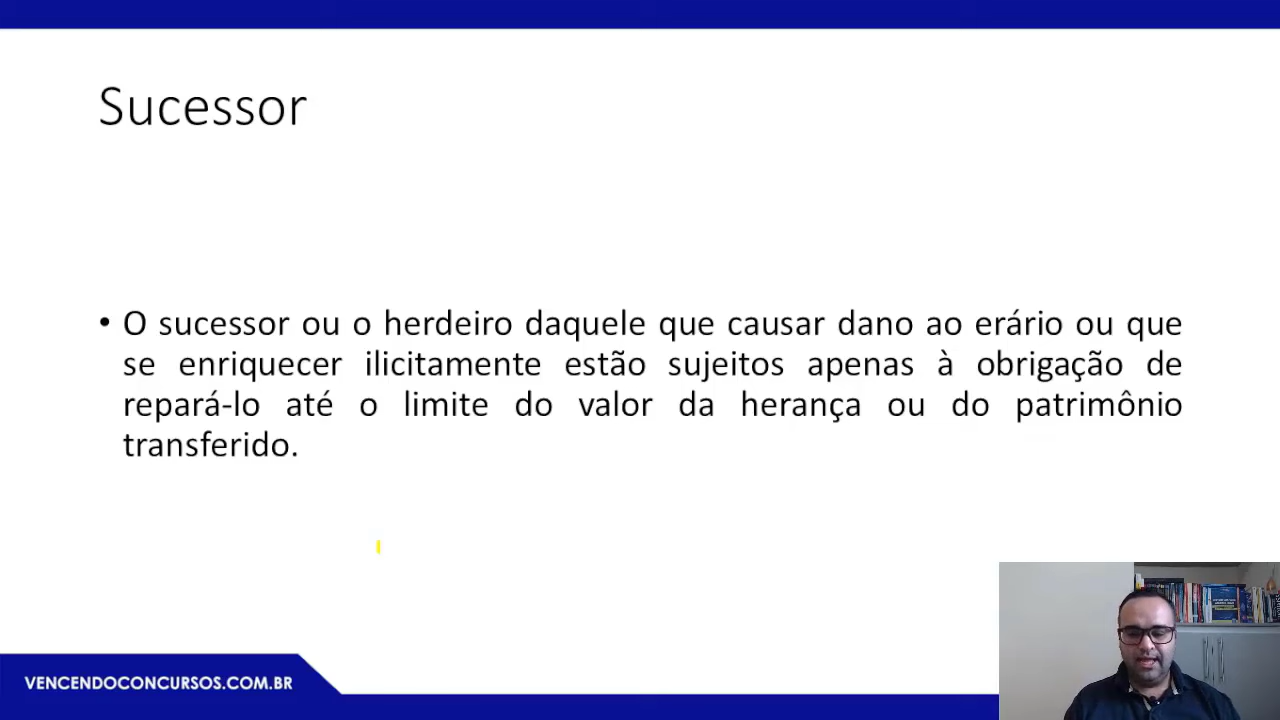 Sucessor
• O sucessor ou o herdeiro daquele que causar dano ao erário ou que
se enriquecer ilicitamente estão sujeitos apenas à obrigação de
repará-lo até o limite do valor da herança ou do patrimônio
transferido.
VENCENDOCONCURSOS.COM.BR